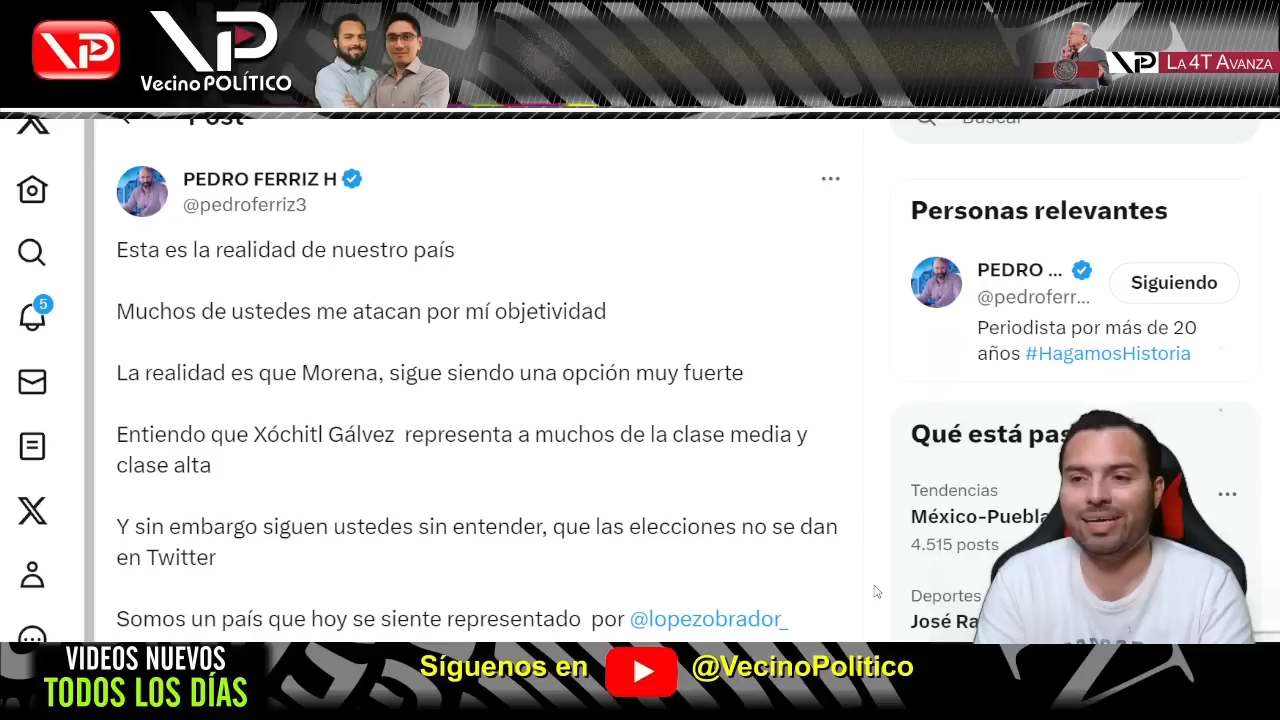 VP
VP
Vecino POLÍTICO
VP LA 4T AVANZA
Post
Buscar
PEDRO FERRIZ H
@pedroferriz3
Esta es la realidad de nuestro país
Muchos de ustedes me atacan por mí objetividad
La realidad es que Morena, sigue siendo una opción muy fuerte
Entiendo que Xóchitl Gálvez representa a muchos de la clase media y
clase alta
Y sin embargo siguen ustedes sin entender, que las elecciones no se dan
en Twitter
Somos un país que hoy se siente representado por @lopezobrador_
5
Personas relevantes
PEDRO ...
@pedroferr...
Siguiendo
Periodista por más de 20
años #HagamosHistoria
Qué está pas
Tendencias
México-Puebla
4.515 posts
Deportes
José Ra
VIDEOS NUEVOS
TODOS LOS DÍAS
Síguenos en @VecinoPolitico